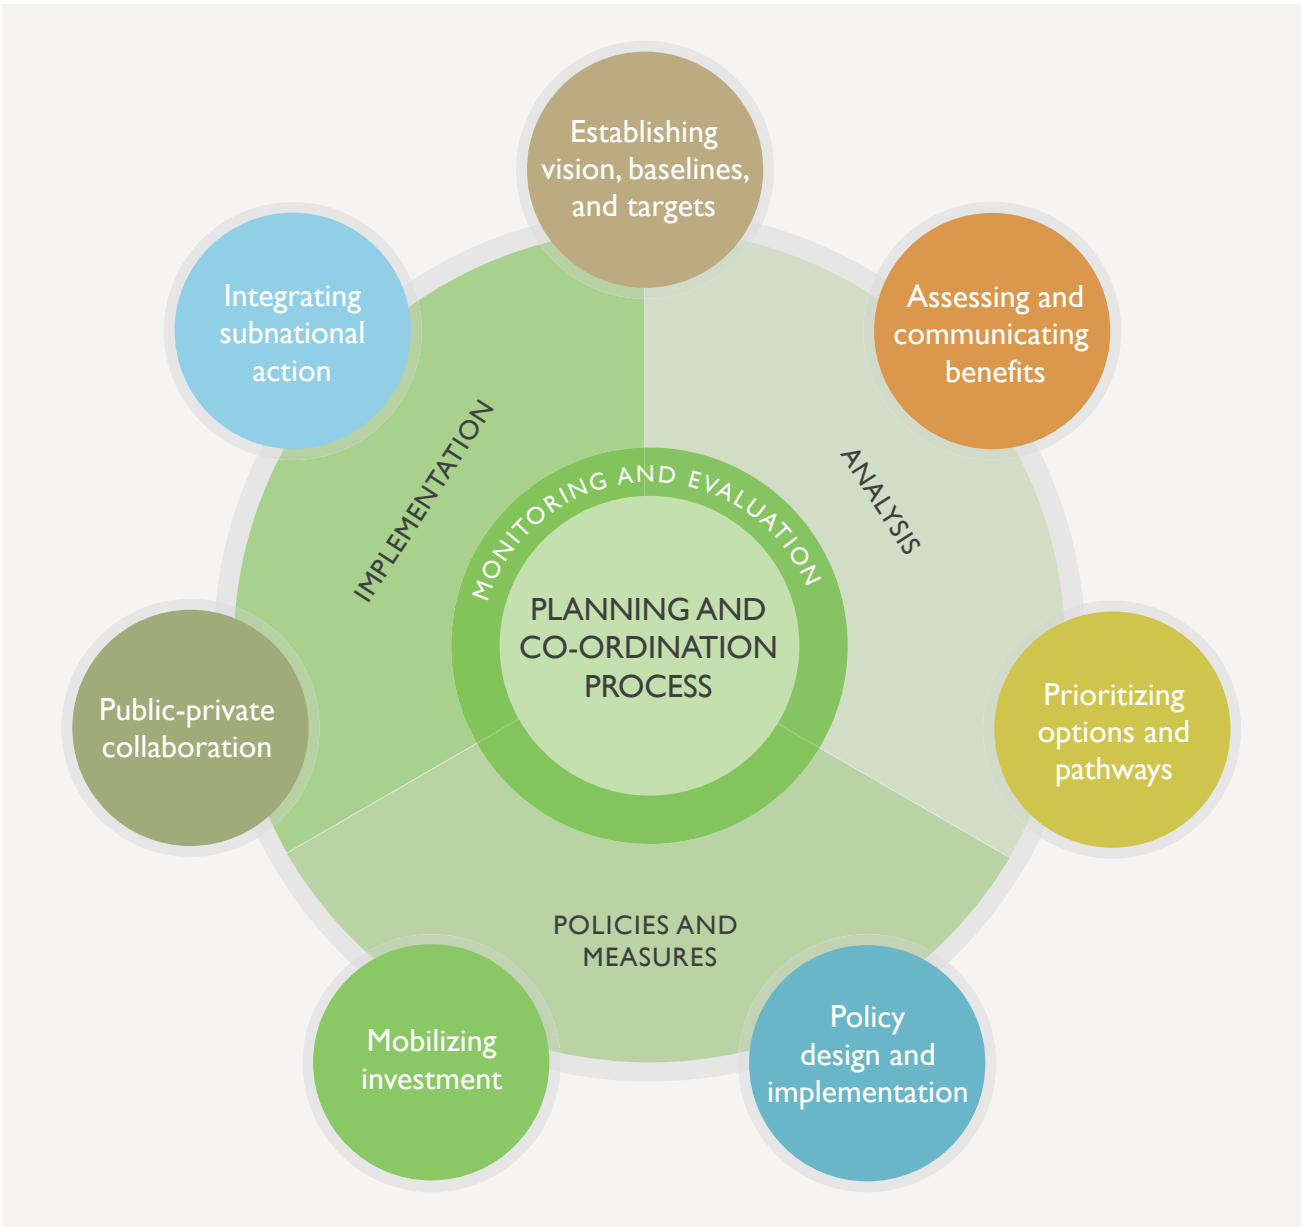 Establishing
vision, baselines,
and targets
Assessing and
communicating
benefits
Prioritizing
options and
pathways
Policy
design and
implementation
Mobilizing
investment
Public-private
collaboration
Integrating
subnational
action
IMPLEMENTATION
ANALYSIS
POLICIES AND
MEASURES
MONITORING AND EVALUATION
PLANNING AND
CO-ORDINATION
PROCESS